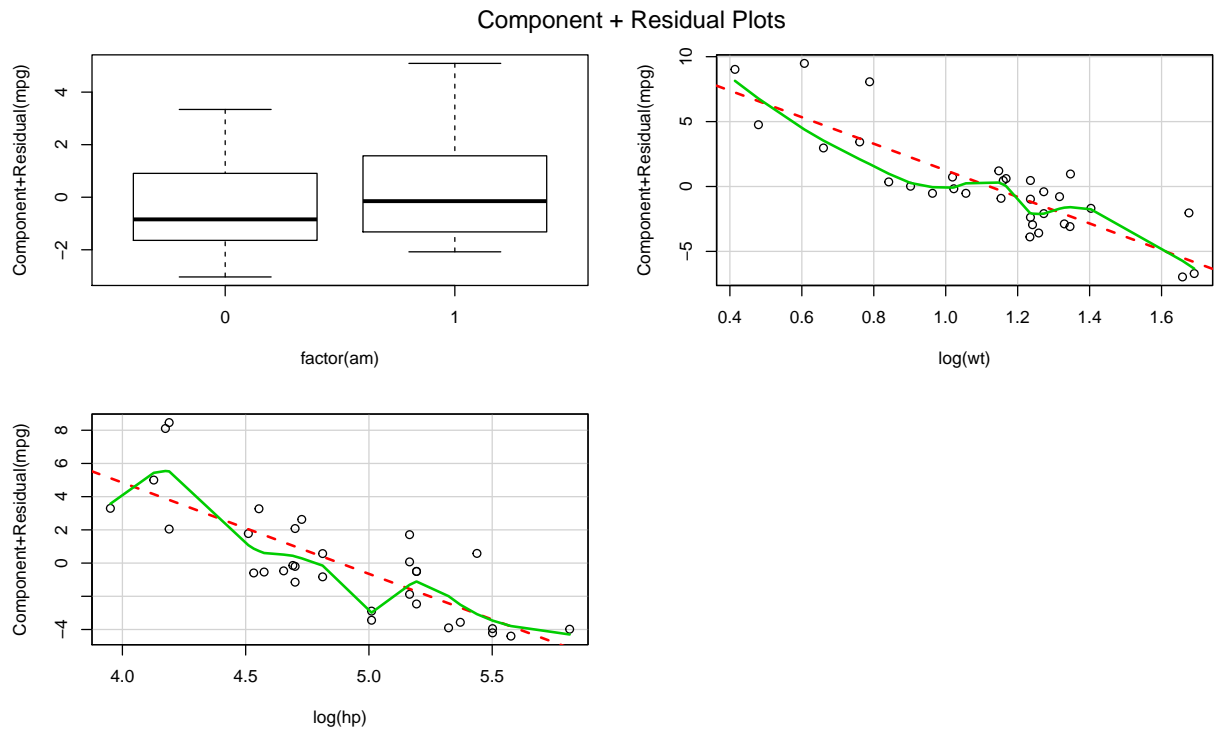 Component + Residual Plots
Component+Residual(mpg)
4
2
0
−2
0 1
factor(am)
Component+Residual(mpg)
10
5
0
−5
0.4 0.6 0.8 1.0 1.2 1.4 1.6
log(wt)
Component+Residual(mpg)
8
6
4
2
0
−4
4.0 4.5 5.0 5.5
log(hp)